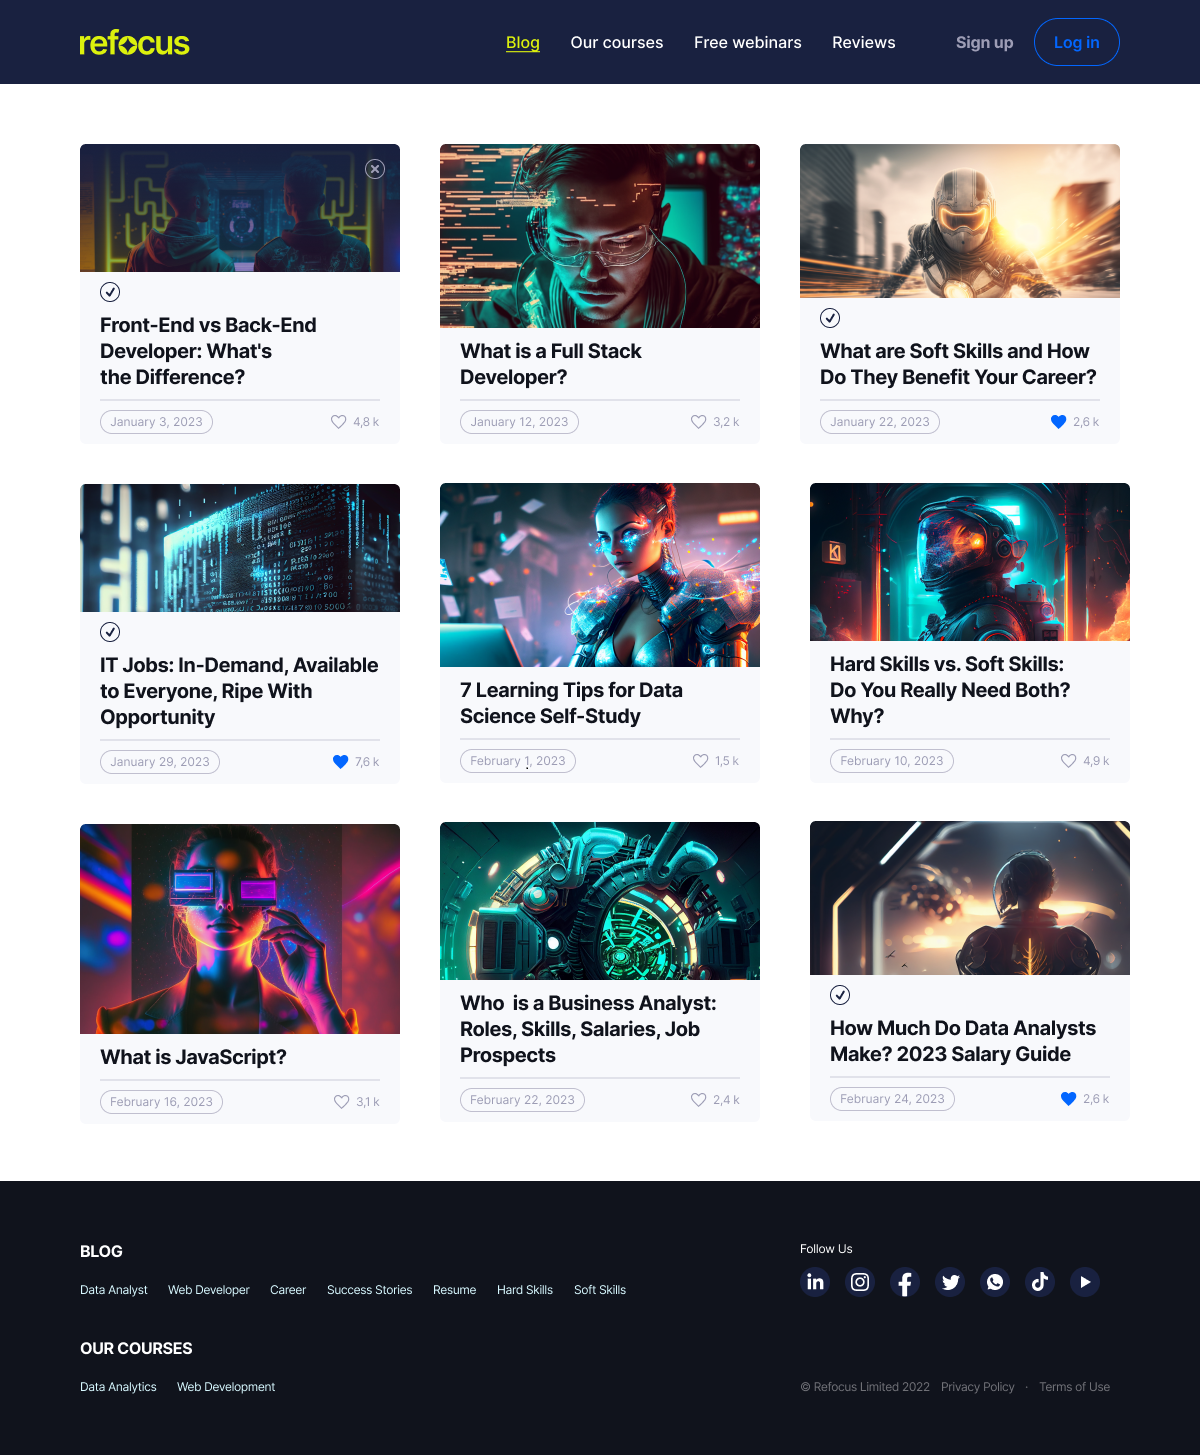 refocus
Blog
Our courses
Free webinars
Reviews
Sign up
Log in
Front-End vs Back-End
Developer: What's
the Difference?
January 3, 2023
4,8 k
What is a Full Stack
Developer?
January 12, 2023
3,2 k
What are Soft Skills and How
Do They Benefit Your Career?
January 22, 2023
2,6 k
IT Jobs: In-Demand, Available
to Everyone, Ripe With
Opportunity
January 29, 2023
7,6 k
7 Learning Tips for Data
Science Self-Study
February 1, 2023
1,5 k
Hard Skills vs. Soft Skills:
Do You Really Need Both?
Why?
February 10, 2023
4,9 k
What is JavaScript?
February 16, 2023
3,1 k
Who  is a Business Analyst:
Roles, Skills, Salaries, Job
Prospects
February 22, 2023
2,4 k
How Much Do Data Analysts
Make? 2023 Salary Guide
February 24, 2023
2,6 k
BLOG
Data Analyst
Web Developer
Career
Success Stories
Resume
Hard Skills
Soft Skills
Follow Us
OUR COURSES
Data Analytics
Web Development
© Refocus Limited 2022
Privacy Policy
·
Terms of Use